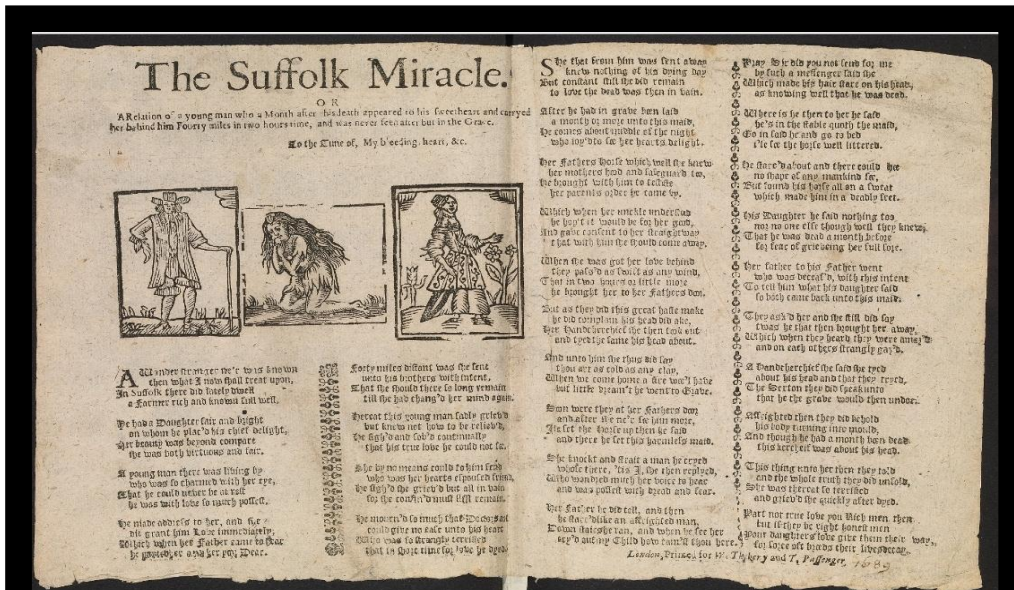 The Suffolk Miracle.
OR
A Relation of a young man who a Month after his death appeared to his sweetheart and carryed
her behind him Fourty miles in two hours time, and was never seen after but in the Grave.
To the Tune of, My bleeding heart, &c.
A Wonder stranger ne'r was known
then what I now shall treat upon,
In Suffolk there did lately dwell
a Farmer rich and known full well.
He had a Daughter fair and bright
on whom he plac'd his chief delight,
Her beauty was beyond compare
she was both virtuous and fair.
A young man there was living by
who was so charmed with her eye,
That he could never be at rest
he was with love so much possest.
He made address to her, and she
did grant him Love immediately,
Which when her Father came to hear
he parted her and her poor Dear.
Forty miles distant was she sent
unto his brothers with intent,
That she should there so long remain
till she had chang'd her mind again.
Hereat this young man sadly griev'd
but knew not how to be reliev'd,
He sigh'd and sob'd continually
that his true love he could not see.
She by no means could to him send
who was her hearts espoused friend,
He sigh'd she griev'd but all in vain
for she confin'd must still remain.
He mourn'd so much that Doctors art
could give no ease unto his heart
Who was so strangly terrified
that in short time for love he dyed.
She that from him was sent away
knew nothing of his dying day
But constant still she did remain
to love the dead was then in vain.
After he had in grave been laid
a month or more unto this maid,
He comes about middle of the night
who joy'd to see her hearts delight.
Her Fathers horse which well she knew
her mothers hood and safeguard too,
He brought with him to testifie
her parents order he come by.
Which when her unckle understood
he hop't it would be for her good,
And gave consent to her straightway
that with him she should come away.
When she was got her love behind
they pass'd as swift as any wind,
That in two hours or little more
he brought her to her Fathers door.
But as they did this great haste make
he did complain his head did ake,
Her Handkerchief she then took out
and tyed the same his head about.
And unto him she thus did say
thou art as cold as any clay,
When we come home a fire wee'l have
but little dream't he went to Grave.
Soon were they at her Fathers door
and after she ne'r see him more,
I'le set the horse up then he said
and there he set this harmless maid.
She knockt and strait a man he cryed
whose there, 'tis I, she then replyed,
Who wondred much her voice to hear
and was possest with dread and fear.
Her Father he did tell, and then
he star'd like an affrighted man,
Down stairs he ran, and when he see her
cry'd out my Child how cam'st thou here.
Pray Sir did you not send for me
by such a messenger said she
Which made his hair stare on his head,
as knowing well that he was dead.
Where is he then to her he said
he's in the stable quoth the maid,
Go in said he and go to bed
i'le see the horse well littered.
He star'd about and there could hee
no shape of any mankind see,
But found his horse all on a sweat
which made him in a deadly fret.
His Daughter he said nothing too
nor no one else though well they knew
That he was dead a month before
for fear of grieveing her full sore.
Her father to his Father went
who was deceas'd, with this intent
To tell him what his daughter said
so both came back unto this maid.
They ask'd her and she still did say
twas he that then brought her away,
Which when they heard they were amaz'd
and on each others strangly gaz'd.
A Handkerchief she said she tyed
about his head and that they tryed,
The Sexton they did speak unto
that he the grave would then undoe.
Affrighted then they did behold
his body turning into mould,
And though he had a month been dead
this kerchief was about his head.
This thing unto her then they told
and the whole truth they did unfold,
She was thereat so terrified
and griev'd she quickly after dyed.
Part not true love you Rich men then
but if they be right honest men
Your daughters love give them their way
for force oft breeds their lives decay.
London, Printed for W. Thackery and T. Passenger, 1689